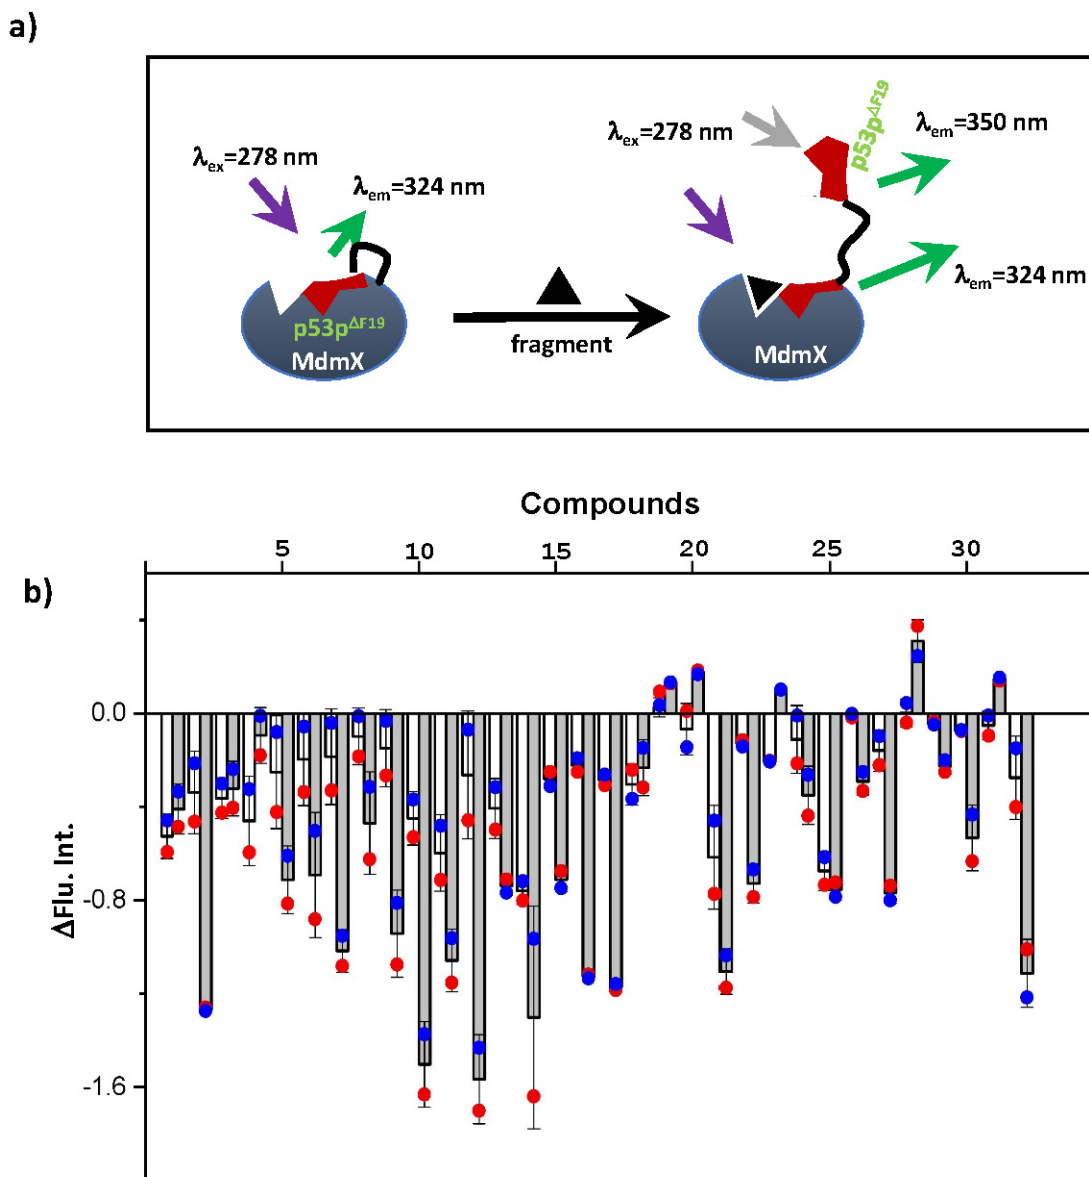 a)
λex=278 nm
λem=324 nm
p53pΔF19
MdmX
fragment
λex=278 nm
p53pΔF19
λem=350 nm
λem=324 nm
MdmX
Compounds
5 10 15 20 25 30
b)
0.0
-0.8
-1.6
ΔFlu. Int.